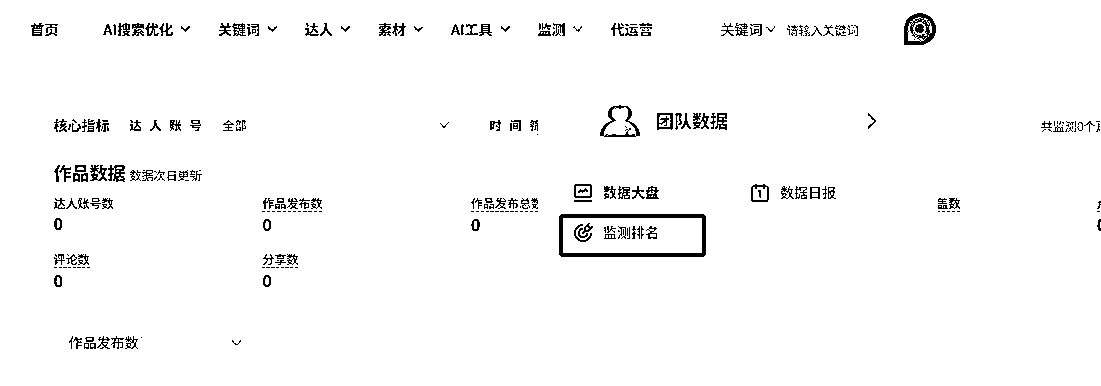 首页 AI搜索优化 关键词 达人 素材 AI工具 监测 代运营 关键词 请输入关键词
核心指标 达人账号 全部 时间 团队数据 共监测0个
作品数据 数据次日更新
数据大盘 数据日报
达人账号数 作品发布数 作品发布总 盖数
0 0 0
监测排名
评论数 分享数
0 0
作品发布数